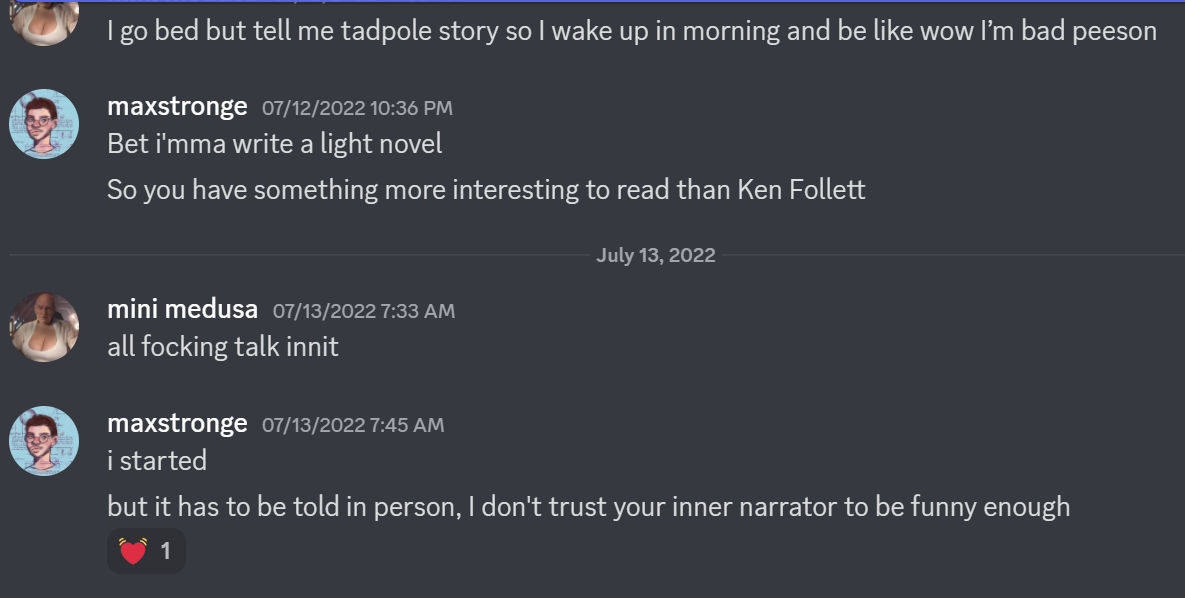 I go bed but tell me tadpole story so I wake up in morning and be like wow I’m bad peeson
maxstronge 07/12/2022 10:36 PM
Bet i'mma write a light novel
So you have something more interesting to read than Ken Follett
July 13, 2022
mini medusa 07/13/2022 7:33 AM
all focking talk innit
maxstronge 07/13/2022 7:45 AM
i started
but it has to be told in person, I don't trust your inner narrator to be funny enough
1